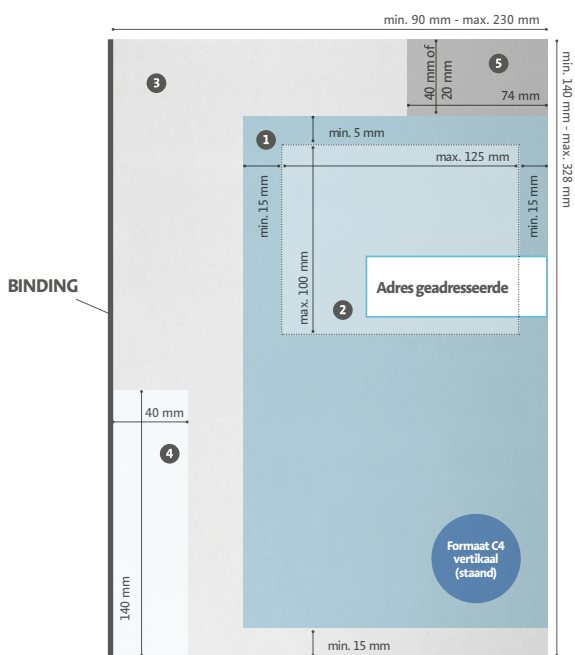 min. 90 mm - max. 230 mm
3
40 mm of
20 mm
5
74 mm
min. 140 mm - max. 328 mm
1
min. 5 mm
max. 125 mm
min. 15 mm
min. 15 mm
max. 100 mm
BINDING
Adres geadresseerde
2
40 mm
4
140 mm
Formaat C4
vertikaal
(staand)
min. 15 mm